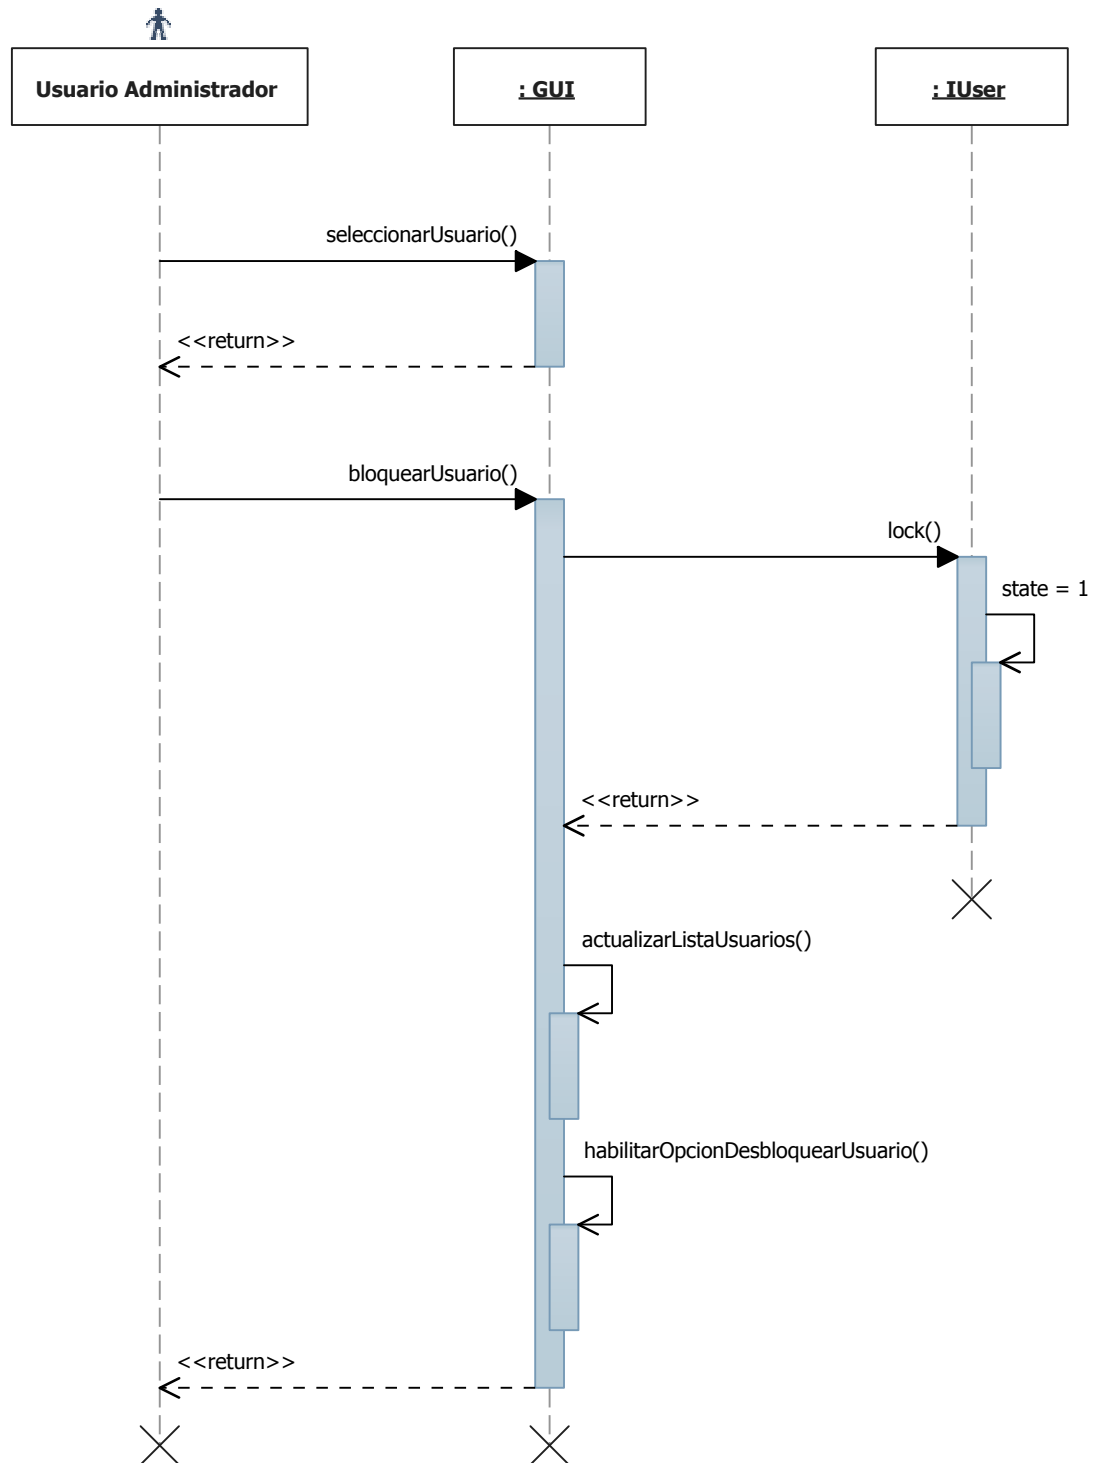 Usuario Administrador
: GUI
: IUser
seleccionarUsuario()
<<return>>
bloquearUsuario()
lock()
state = 1
<<return>>
actualizarListaUsuarios()
habilitarOpcionDesbloquearUsuario()
<<return>>